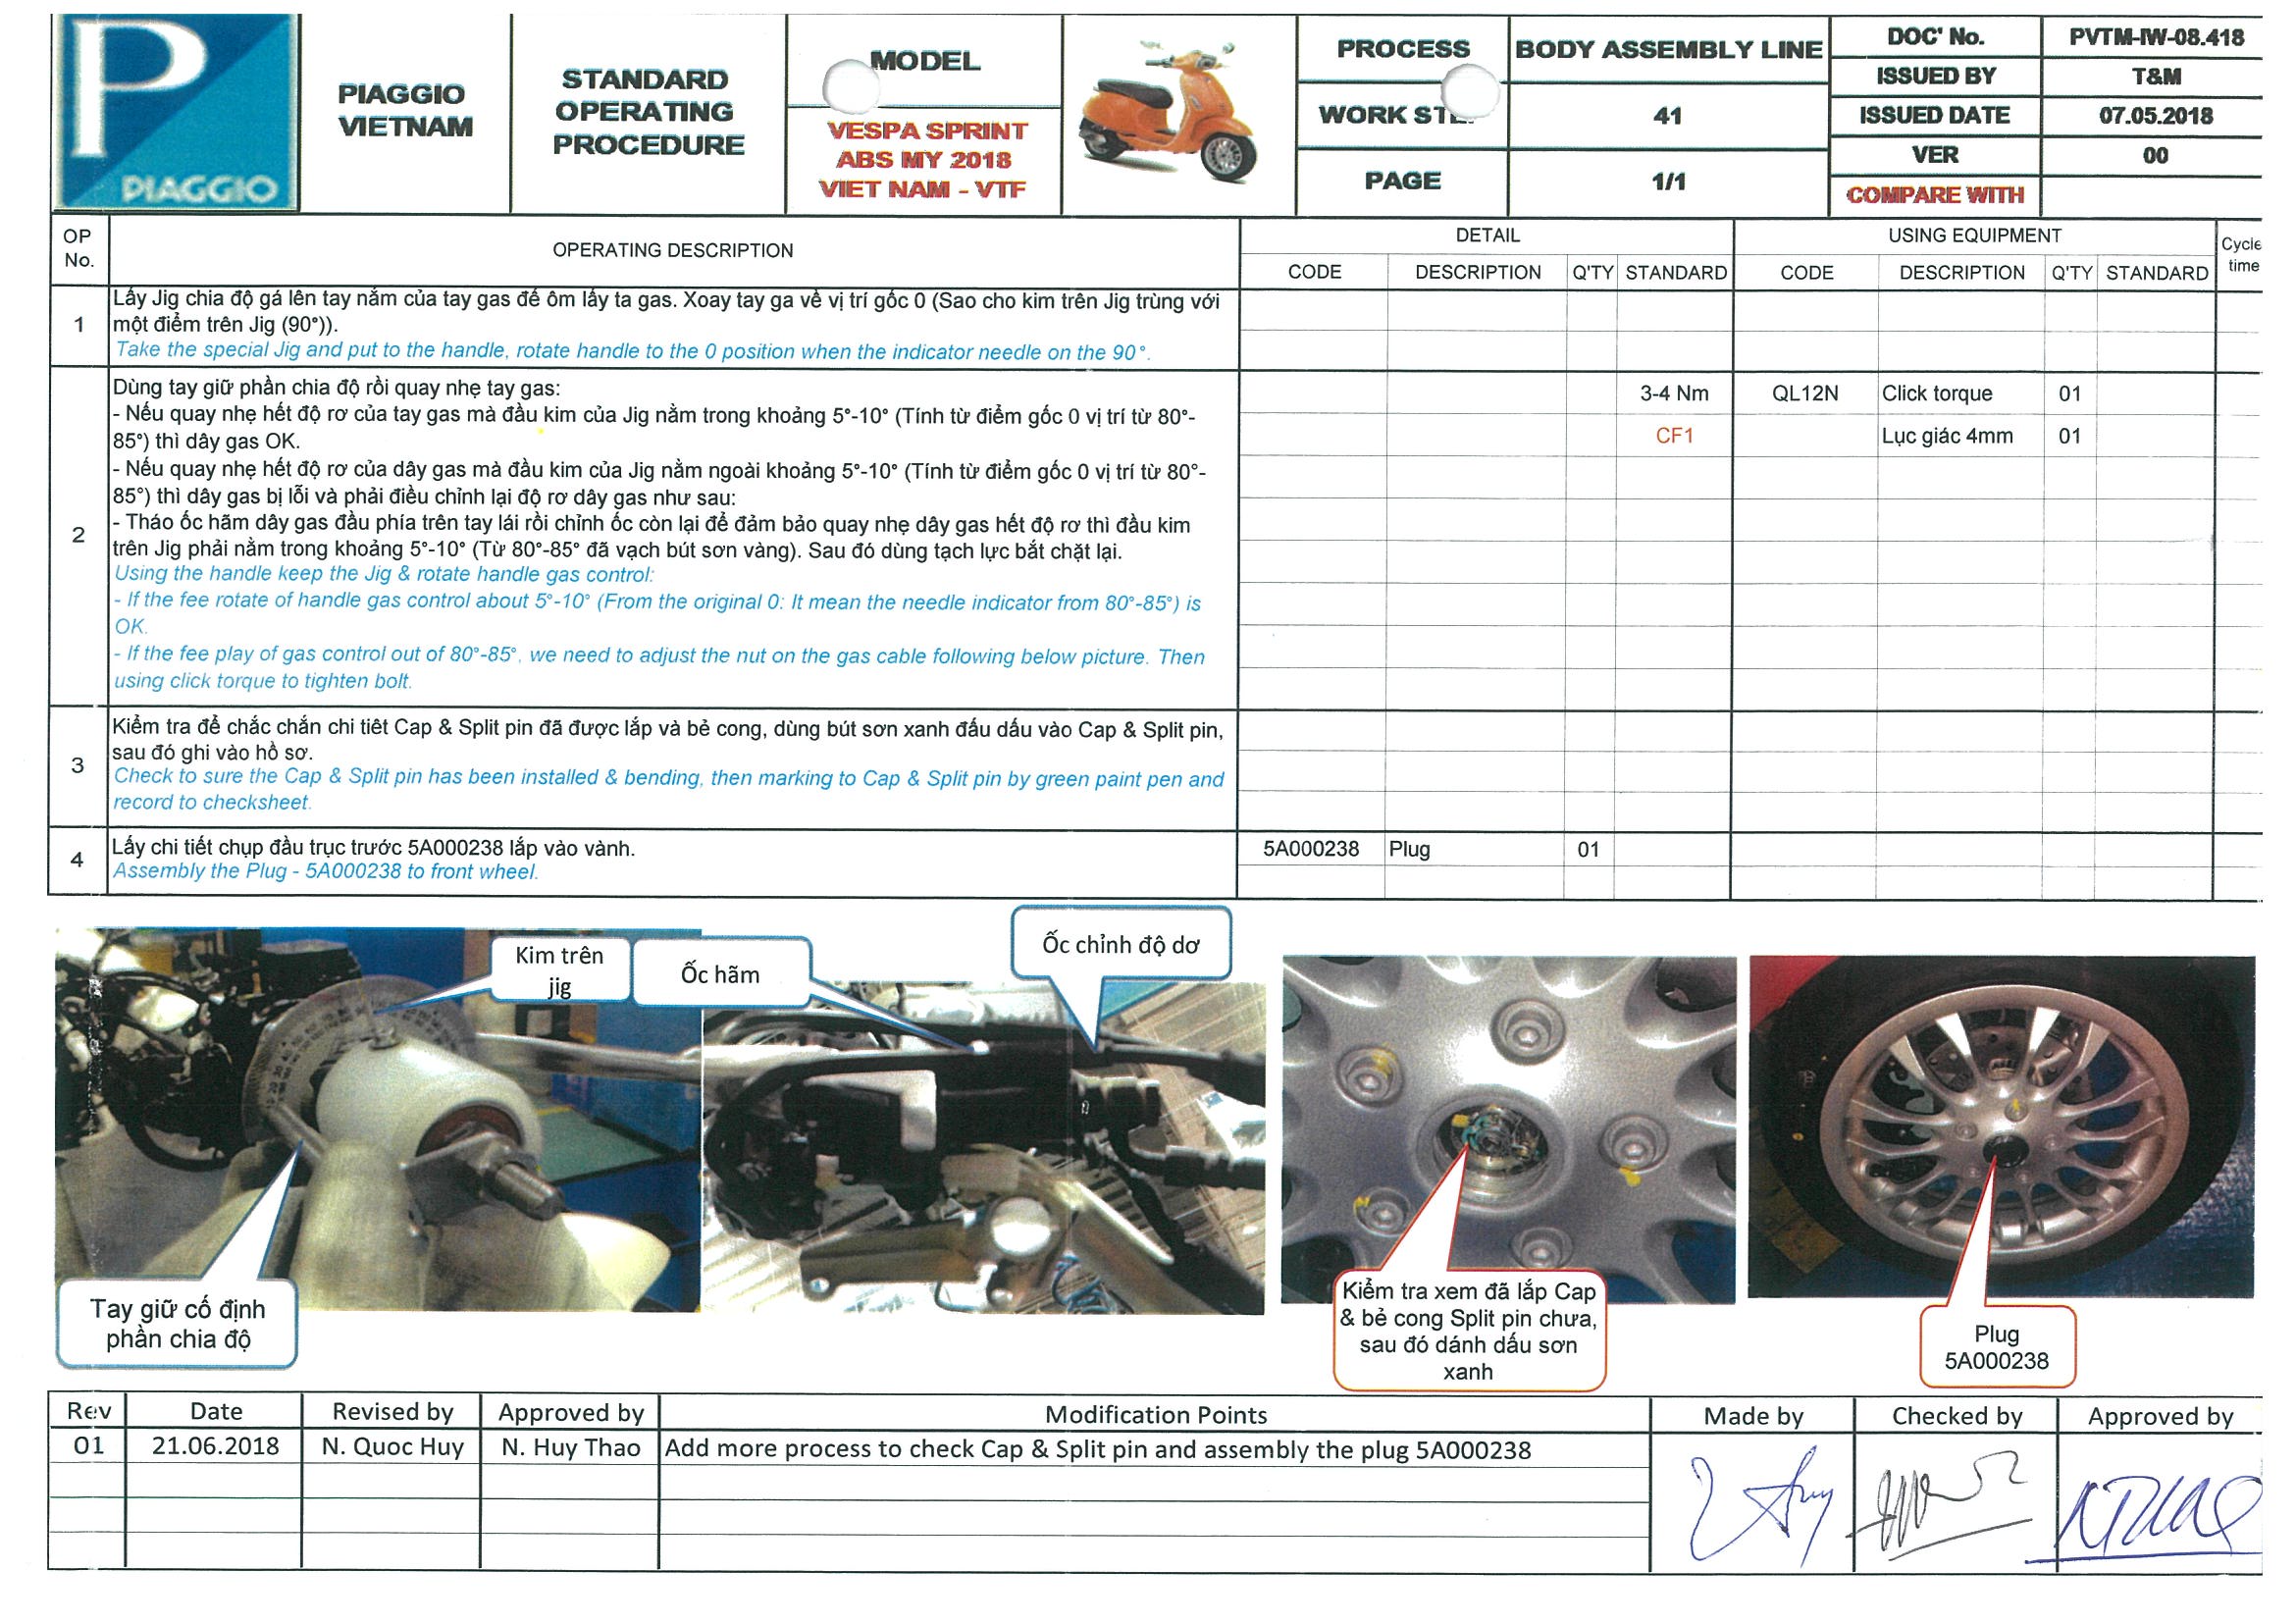 P
PIAGGIO
PIAGGIO
VIETNAM
STANDARD
OPERATING
PROCEDURE
MODEL
VESPA SPRINT
ABS MY 2018
VIET NAM - VTF
PROCESS
BODY ASSEMBLY LINE
WORK
41
PAGE
1/1
DOC' No.
PVTM-IW-08.418
ISSUED BY
T&M
ISSUED DATE
07.05.2018
VER
00
COMPARE WITH
OP
No.
OPERATING DESCRIPTION
DETAIL
USING EQUIPMENT
Cycle
time
CODE
DESCRIPTION
Q'TY
STANDARD
CODE
DESCRIPTION
Q'TY
STANDARD
1
Lấy Jig chia độ gá lên tay nắm của tay gas để ôm lấy ta gas. Xoay tay ga về vị trí gốc 0 (Sao cho kim trên Jig trùng với
một điểm trên Jig (90°)).
Take the special Jig and put to the handle, rotate handle to the 0 position when the indicator needle on the 90°.
2
Dùng tay giữ phần chia độ rồi quay nhẹ tay gas:
- Nếu quay nhẹ hết độ rơ của tay gas mà đầu kim của Jig nằm trong khoảng 5°-10° (Tính từ điểm gốc 0 vị trí từ 80°-
85°) thì dây gas OK.
- Nếu quay nhẹ hết độ rơ của dây gas mà đầu kim của Jig nằm ngoài khoảng 5°-10° (Tính từ điểm gốc 0 vị trí từ 80°-
85°) thì dây gas bị lỗi và phải điều chỉnh lại độ rơ dây gas như sau:
- Tháo ốc hãm dây gas đầu phía trên tay lái rồi chỉnh ốc còn lại để đảm bảo quay nhẹ dây gas hết độ rơ thì đầu kim
trên Jig phải nằm trong khoảng 5°-10° (Từ 80°-85° đã vạch bút sơn vàng). Sau đó dùng tạch lực bắt chặt lại.
Using the handle keep the Jig & rotate handle gas control:
- If the fee rotate of handle gas control about 5°-10° (From the original 0: It mean the needle indicator from 80°-85°) is
OK.
- If the fee play of gas control out of 80°-85°, we need to adjust the nut on the gas cable following below picture. Then
using click torque to tighten bolt.
3-4 Nm
QL12N
Click torque
01
CF1
Lục giác 4mm
01
3
Kiểm tra để chắc chắn chi tiêt Cap & Split pin đã được lắp và bẻ cong, dùng bút sơn xanh đấu dấu vào Cap & Split pin,
sau đó ghi vào hồ sơ.
Check to sure the Cap & Split pin has been installed & bending, then marking to Cap & Split pin by green paint pen and
record to checksheet.
4
Lấy chi tiết chụp đầu trục trước 5A000238 lắp vào vành.
Assembly the Plug - 5A000238 to front wheel.
5A000238
Plug
01
Kim trên
jig
Ốc hãm
Ốc chỉnh độ dơ
Tay giữ cố định
phần chia độ
Kiểm tra xem đã lắp Cap
& bẻ cong Split pin chưa,
sau đó dánh dấu sơn
xanh
Plug
5A000238
Rev
Date
Revised by
Approved by
Modification Points
Made by
Checked by
Approved by
01
21.06.2018
N. Quoc Huy
N. Huy Thao
Add more process to check Cap & Split pin and assembly the plug 5A000238